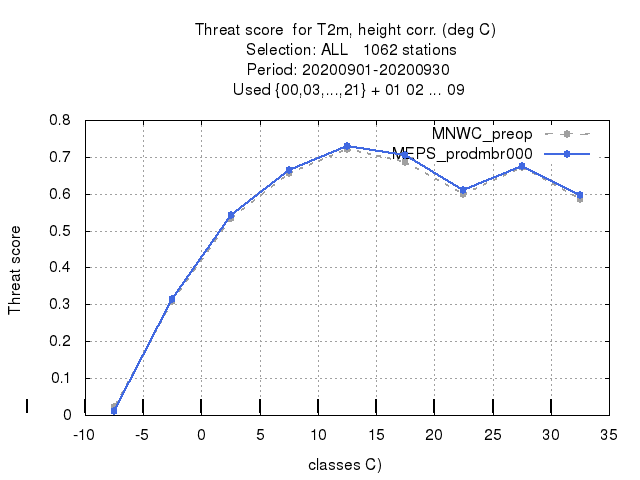 Threat score for T2m, height corr. (deg C)
Selection: ALL 1062 stations
Period: 20200901-20200930
Used {00,03,...,21} + 01 02 ... 09
MNWC_preop
MEPS_prodmbr000
Threat score
0.8
0.7
0.6
0.5
0.4
0.3
0.2
0.1
0
-10 -5 0 5 10 15 20 25 30 35
classes C)